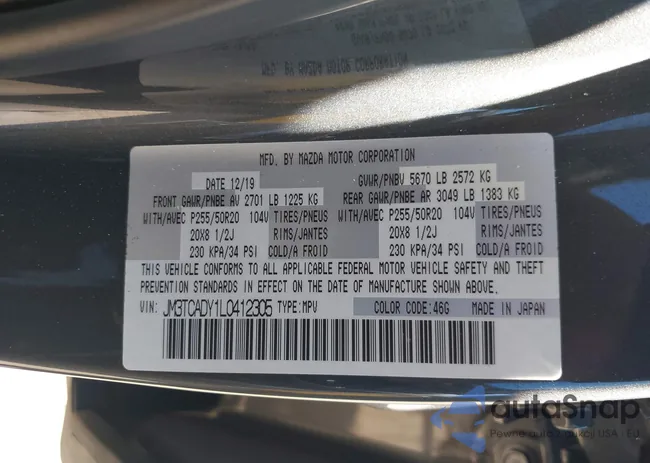 MFD. BY MAZDA MOTOR CORPORATION
DATE 12/19 GVWR/PNBV 5670 LB 2572 KG
FRONT GAWR/PNBE AV 2701 LB 1225 KG REAR GAWR/PNBE AR 3049 LB 1383 KG
WITH/AVEC P255/50R20 104V TIRES/PNEUS WITH/AVEC P255/50R20 104V TIRES/PNEUS
20X8 1/2J RIMS/JANTES 20X8 1/2J RIMS/JANTES
230 KPA/34 PSI COLD/A FROID 230 KPA/34 PSI COLD/A FROID
THIS VEHICLE CONFORMS TO ALL APPLICABLE FEDERAL MOTOR VEHICLE SAFETY AND THEFT
PREVENTION STANDARDS IN EFFECT ON THE DATE OF MANUFACTURE SHOWN ABOVE.
VIN: JM3TCADY1L0412305 TYPE:MPV COLOR CODE:46G MADE IN JAPAN
autoSnap
Pewne auto z aukcji USA - EU